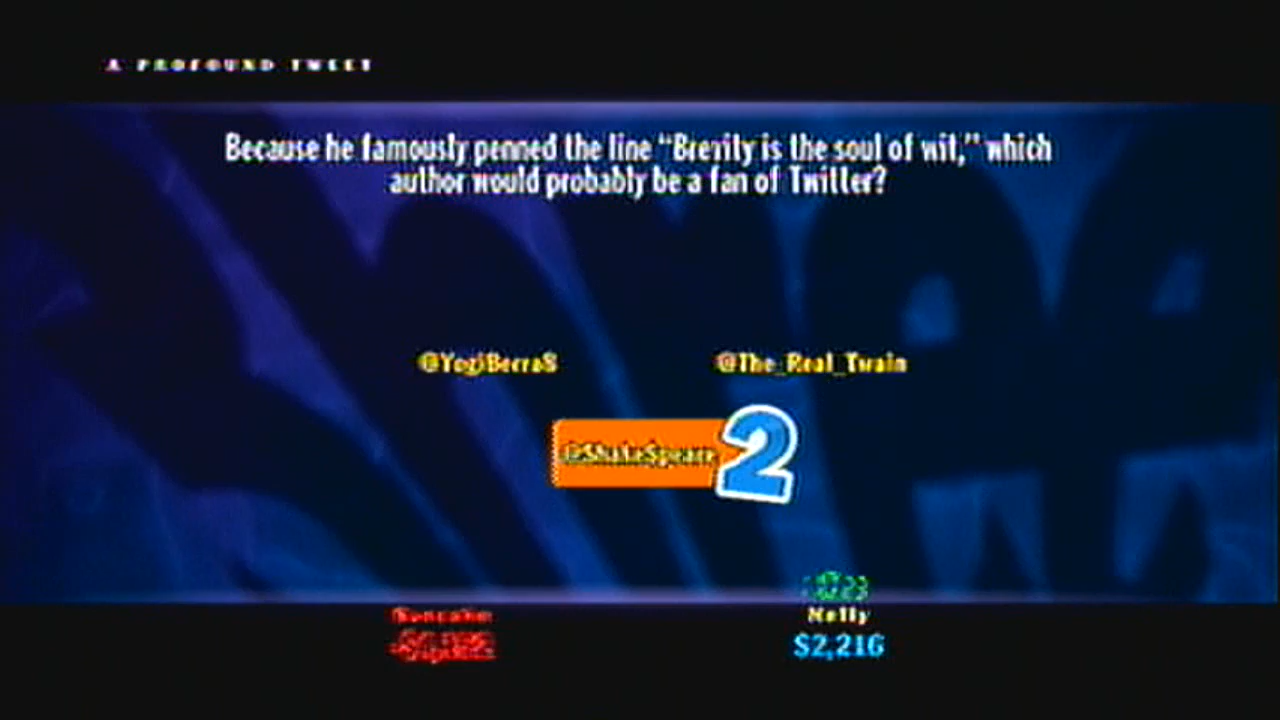 A PROFOUND TWEET
Because he famously penned the line “Brevity is the soul of wit,” which
author would probably be a fan of Twitter?
@YogiBerra8
@The_Real_Twain
@ShakeSpeare
2
Nelly
$2,216